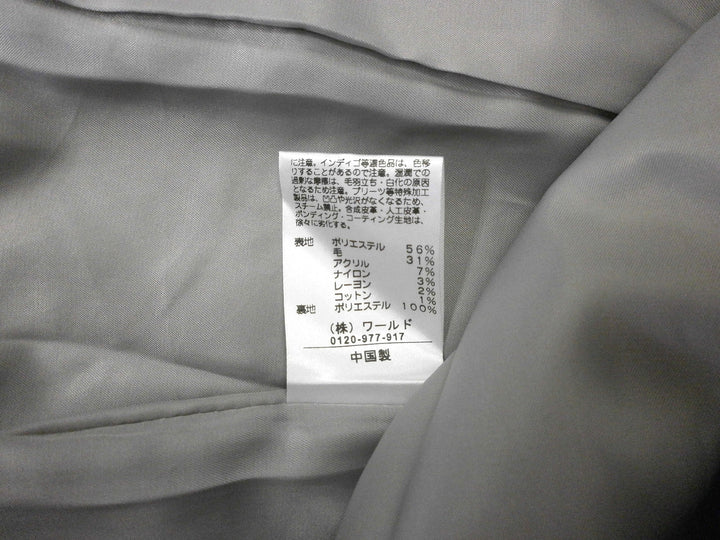 に注意。インディゴ等濃色品は、色移
りすることがあるので注意。湿潤での
過剰な摩擦は、毛羽立ち・白化の原因
となるため注意。プリーツ等特殊加工
製品は、凹凸や光沢がなくなるため、
スチーム禁止。合成皮革・人工皮革・
ボンディング・コーティング生地は、
徐々に劣化する。
表地 ポリエステル 56%
毛 31%
アクリル 7%
ナイロン 3%
レーヨン 2%
コットン 1%
裏地 ポリエステル 100%
(株) ワールド
0120-977-917
中国製